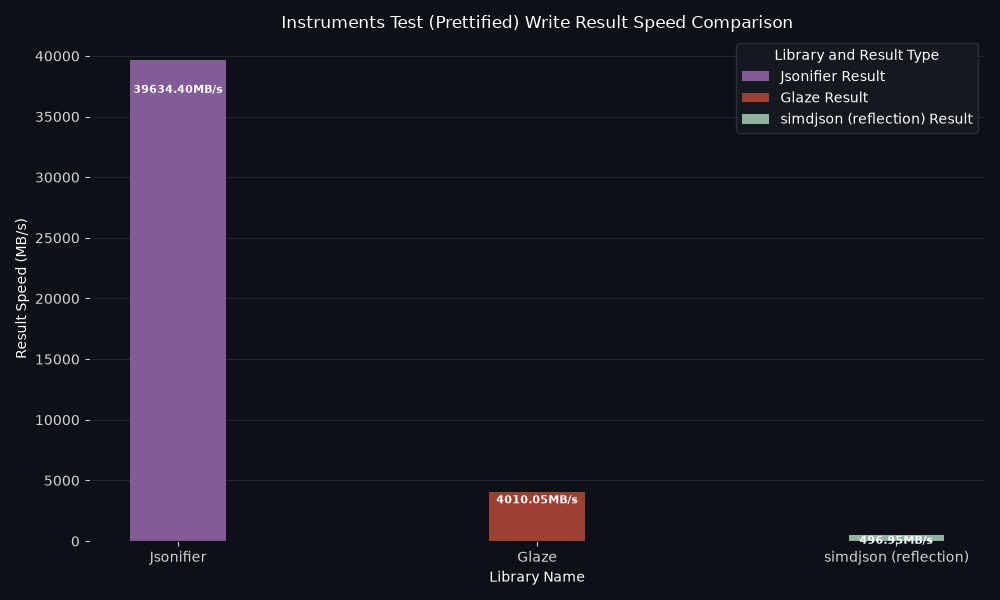 Instruments Test (Prettified) Write Result Speed Comparison
Library and Result Type
Jsonifier Result
Glaze Result
simdjson (reflection) Result
Result Speed (MB/s)
40000
35000
30000
25000
20000
15000
10000
5000
0
39634.40MB/s
4010.05MB/s
496.95MB/s
Jsonifier
Glaze
simdjson (reflection)
Library Name